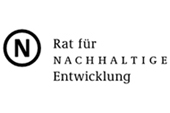 N
Rat für
NACHHALTIGE
Entwicklung